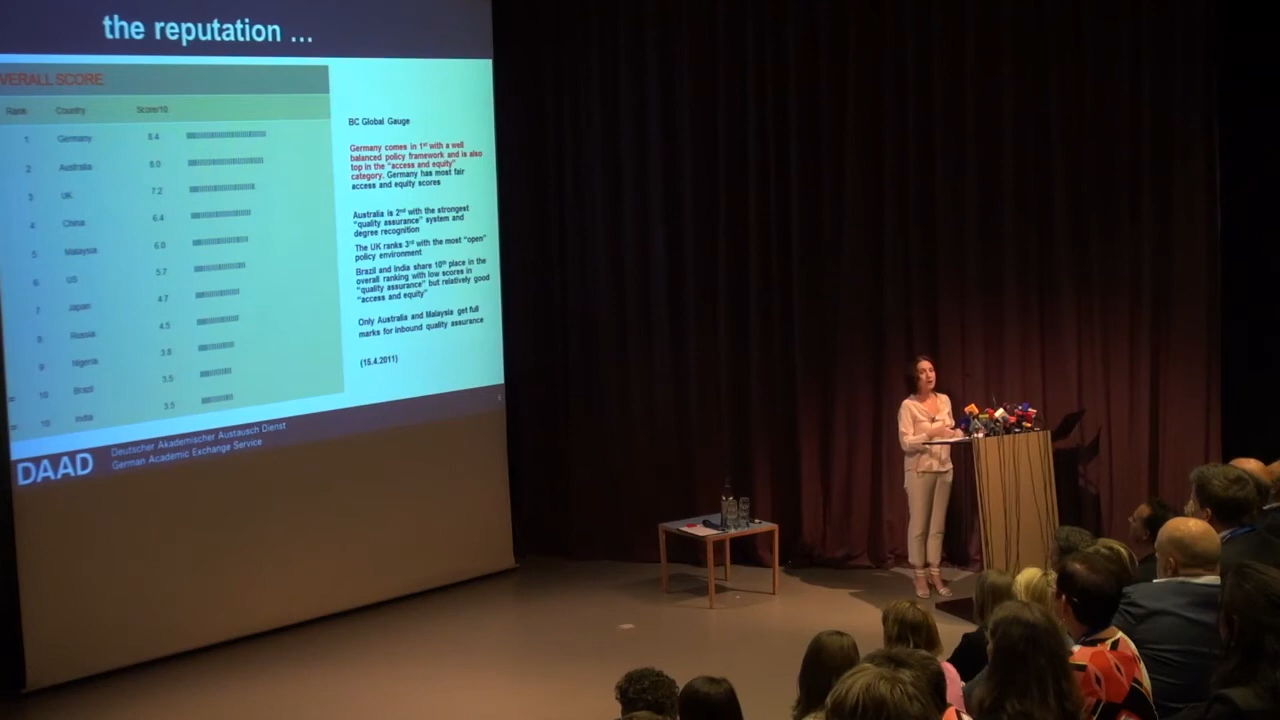 the reputation ...
VERALL SCORE
Rank Country Score/10
1 Germany 8.4
2 Australia 8.0
3 UK 7.2
4 China 6.4
5 Malaysia 6.0
6 US 5.7
7 Japan 4.7
8 Russia 4.5
9 Nigeria 3.8
= 10 Brazil 3.5
= 10 India 3.5
BC Global Gauge
Germany comes in 1st with a well
balanced policy framework and is also
top in the "access and equity"
category. Germany has most fair
access and equity scores
Australia is 2nd with the strongest
"quality assurance" system and
degree recognition
The UK ranks 3rd with the most "open"
policy environment
Brazil and India share 10th place in the
overall ranking with low scores in
"quality assurance" but relatively good
"access and equity"
Only Australia and Malaysia get full
marks for inbound quality assurance
(15.4.2011)
DAAD
Deutscher Akademischer Austausch Dienst
German Academic Exchange Service